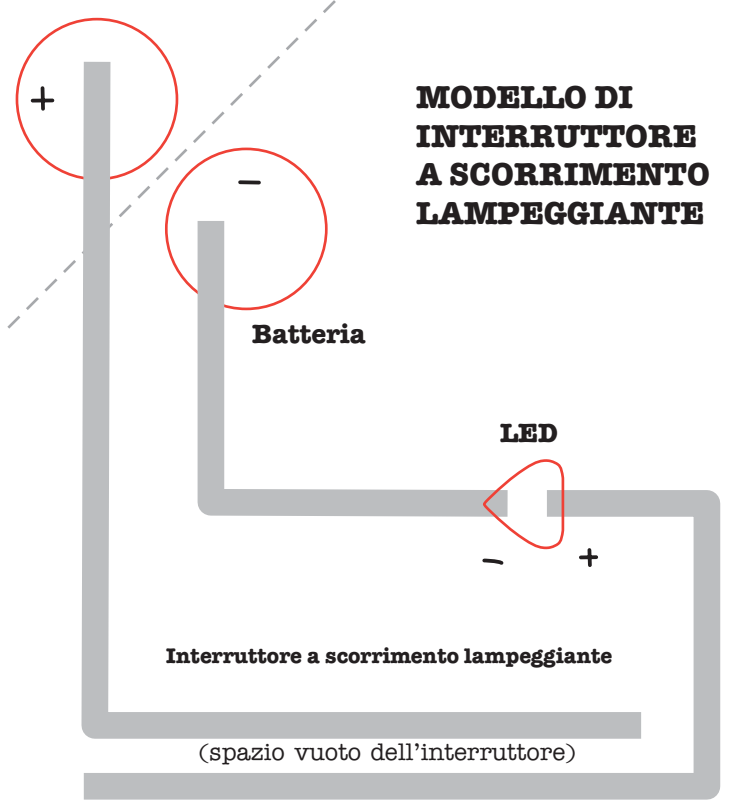 MODELLO DI
INTERRUTTORE
A SCORRIMENTO
LAMPEGGIANTE
+
−
Batteria
LED
− +
Interruttore a scorrimento lampeggiante
(spazio vuoto dell'interruttore)